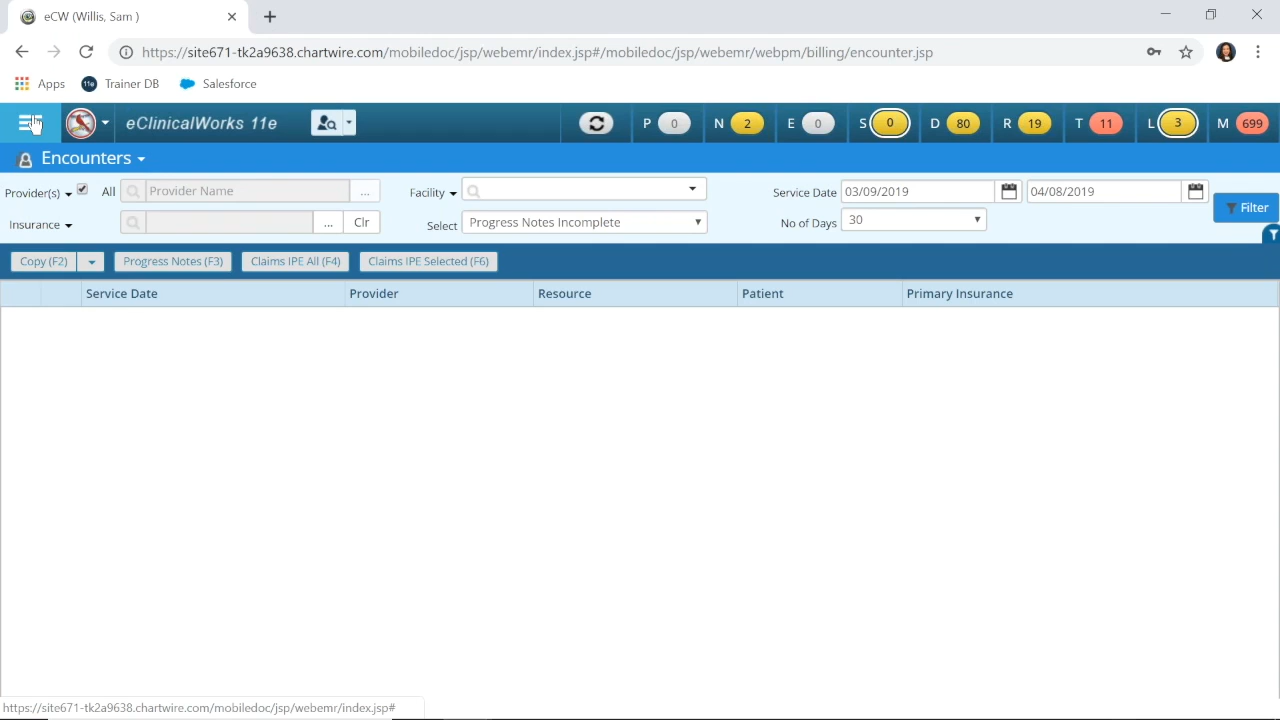 eCW (Willis, Sam )
https://site671-tk2a9638.chartwire.com/mobiledoc/jsp/webemr/index.jsp#/mobiledoc/jsp/webemr/webpm/billing/encounter.jsp
Apps 11e Trainer DB Salesforce
eClinicalWorks 11e P 0 N 2 E 0 S 0 D 80 R 19 T 11 L 3 M 699
Encounters
Provider(s) All Provider Name ... Facility Service Date 03/09/2019 04/08/2019
Filter
Insurance ... Clr Select Progress Notes Incomplete No of Days 30
Copy (F2) Progress Notes (F3) Claims IPE All (F4) Claims IPE Selected (F6)
Service Date Provider Resource Patient Primary Insurance
https://site671-tk2a9638.chartwire.com/mobiledoc/jsp/webemr/index.jsp#